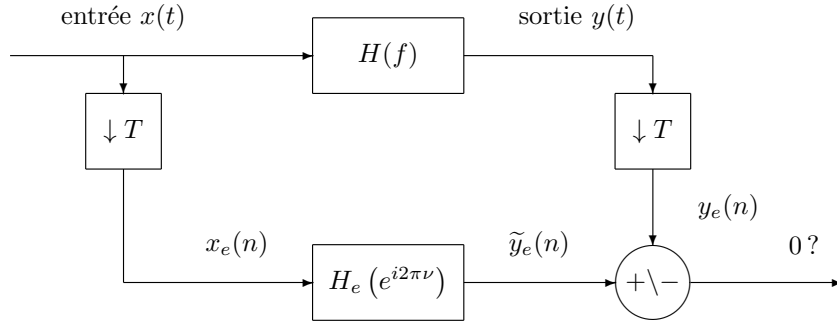 entrée x(t)
sortie y(t)
H(f)
↓ T
↓ T
y_e(n)
x_e(n)
ỹ_e(n)
0 ?
H_e (e^{i2πν})
+\−